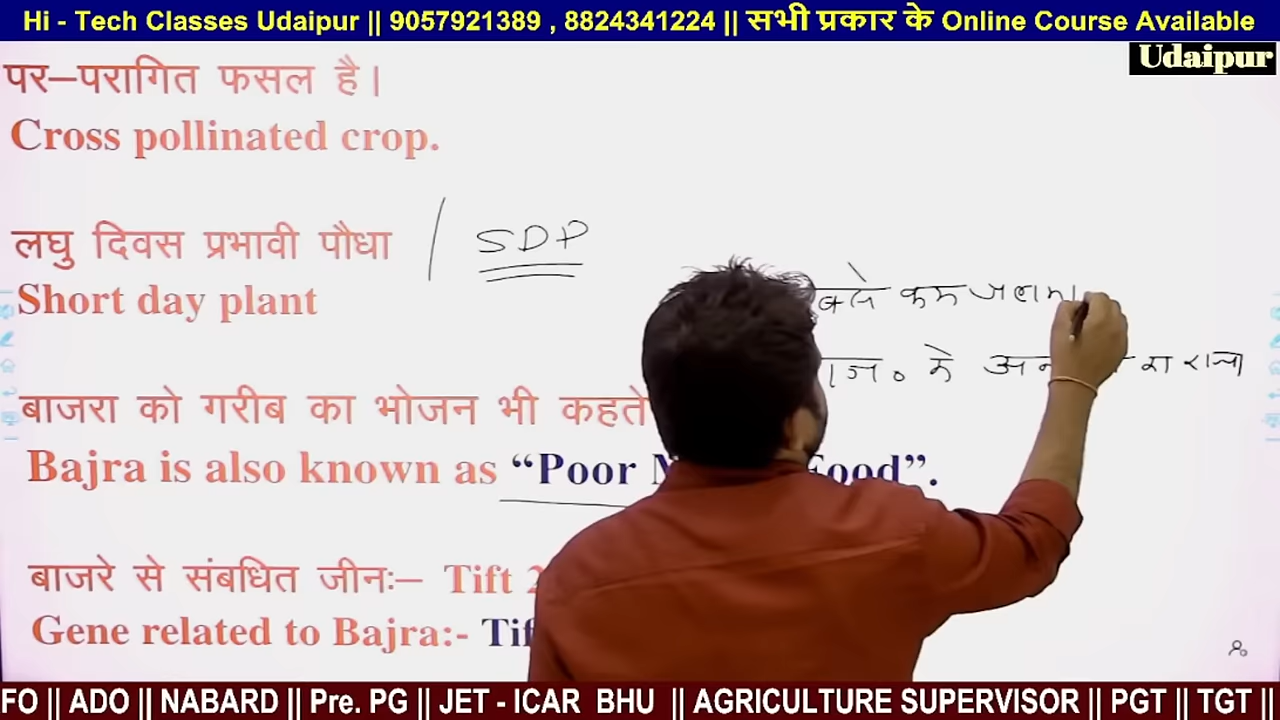 Hi - Tech Classes Udaipur || 9057921389 , 8824341224 || सभी प्रकार के Online Course Available
Udaipur
पर–परागित फसल है।
Cross pollinated crop.
लघु दिवस प्रभावी पौधा / SDP
Short day plant
कम
में
बाजरा को गरीब का भोजन भी कहते
Bajra is also known as “Poor Food”.
बाजरे से संबधित जीनः– Tift
Gene related to Bajra:-
FO || ADO || NABARD || Pre. PG || JET - ICAR BHU || AGRICULTURE SUPERVISOR || PGT || TGT ||